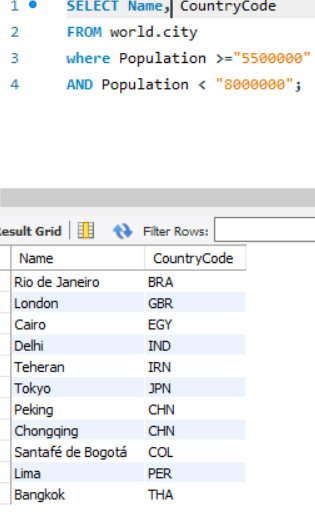 1 SELECT Name, CountryCode
2 FROM world.city
3 where Population >="5500000"
4 AND Population < "8000000";
Result Grid Filter Rows:
Name CountryCode
Rio de Janeiro BRA
London GBR
Cairo EGY
Delhi IND
Teheran IRN
Tokyo JPN
Peking CHN
Chongqing CHN
Santafé de Bogotá COL
Lima PER
Bangkok THA